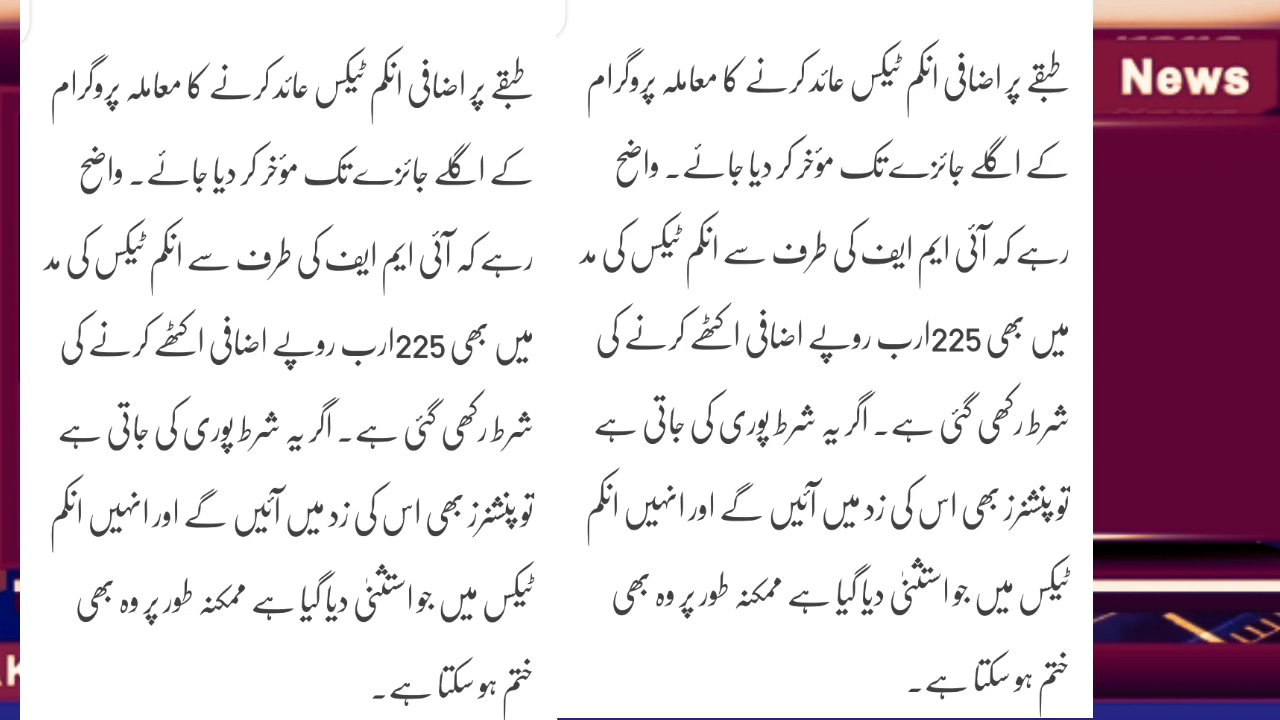 طبقے پر اضافی انکم ٹیکس عائد کرنے کا معاملہ پروگرام
کے اگلے جائزے تک مؤخر کر دیا جائے۔ واضح
رہے کہ آئی ایم ایف کی طرف سے انکم ٹیکس کی مد
میں بھی 225ارب روپے اضافی اکٹھے کرنے کی
شرط رکھی گئی ہے۔ اگر یہ شرط پوری کی جاتی ہے
تو پنشنرز بھی اس کی زد میں آئیں گے اور انہیں انکم
ٹیکس میں جو استثنیٰ دیا گیا ہے ممکنہ طور پر وہ بھی
ختم ہو سکتا ہے۔
طبقے پر اضافی انکم ٹیکس عائد کرنے کا معاملہ پروگرام
کے اگلے جائزے تک مؤخر کر دیا جائے۔ واضح
رہے کہ آئی ایم ایف کی طرف سے انکم ٹیکس کی مد
میں بھی 225ارب روپے اضافی اکٹھے کرنے کی
شرط رکھی گئی ہے۔ اگر یہ شرط پوری کی جاتی ہے
تو پنشنرز بھی اس کی زد میں آئیں گے اور انہیں انکم
ٹیکس میں جو استثنیٰ دیا گیا ہے ممکنہ طور پر وہ بھی
ختم ہو سکتا ہے۔
News